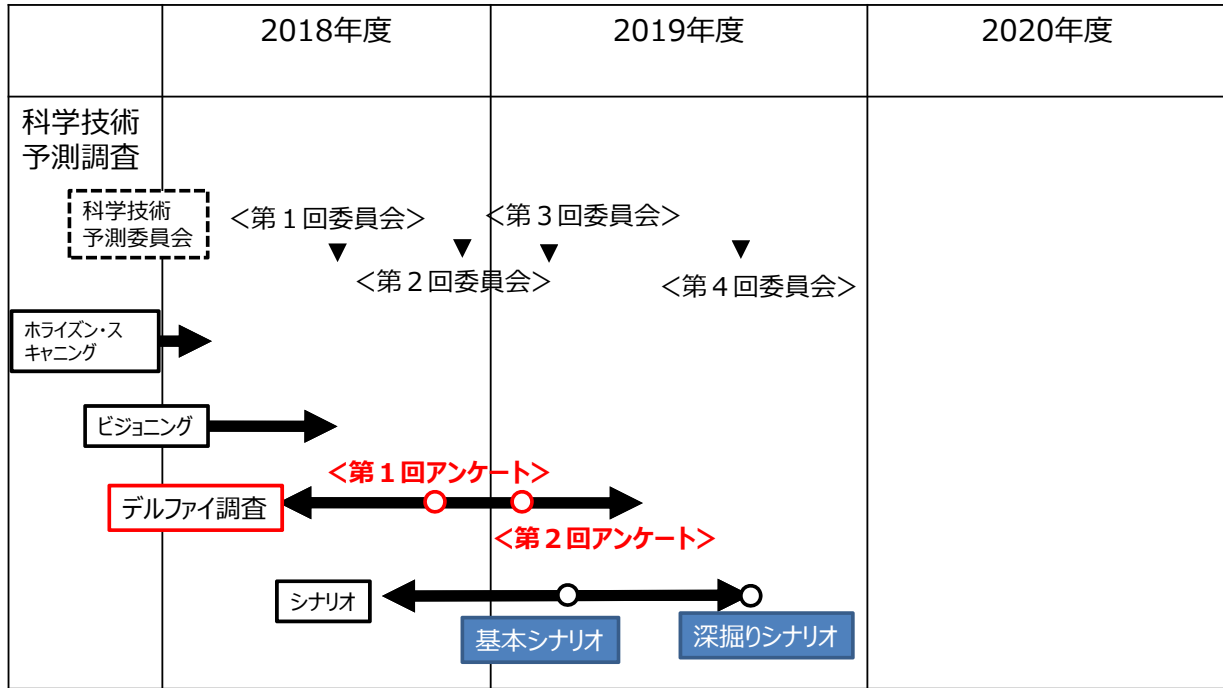 2018年度
2019年度
2020年度
科学技術
予測調査
科学技術
予測委員会
＜第１回委員会＞
＜第３回委員会＞
＜第２回委員会＞
＜第４回委員会＞
ホライズン・ス
キャニング
ビジョニング
＜第１回アンケート＞
デルファイ調査
＜第２回アンケート＞
シナリオ
基本シナリオ
深掘りシナリオ